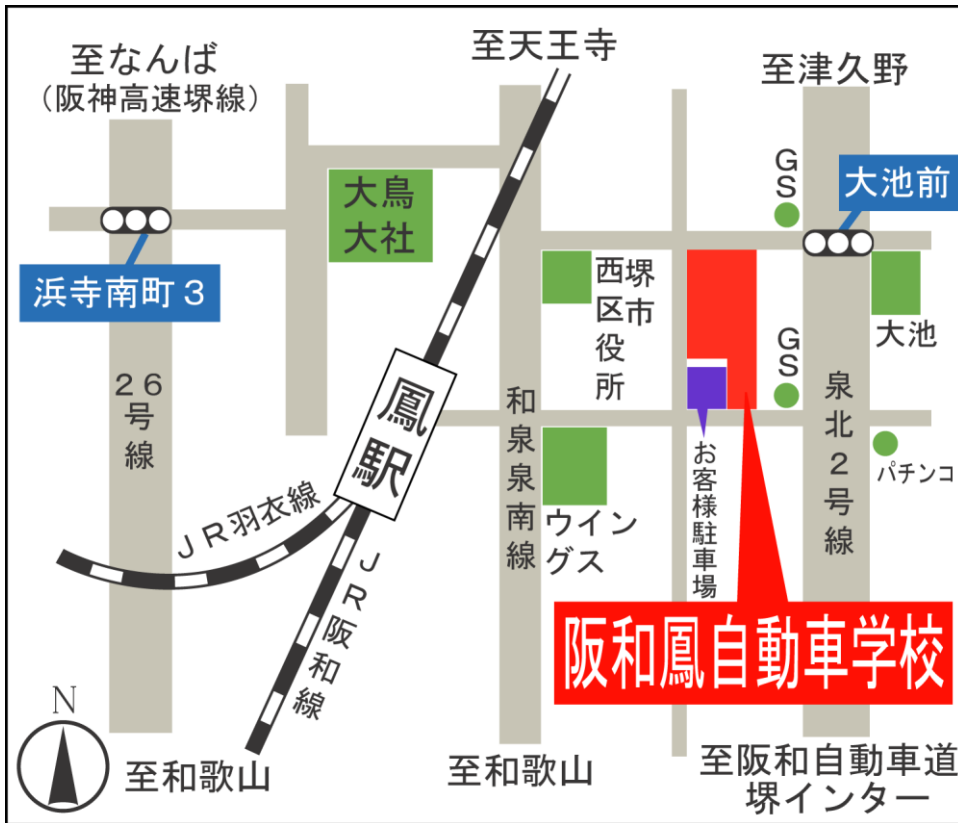 至なんば
（阪神高速堺線）
至天王寺
至津久野
GS
大池前
大鳥
大社
浜寺南町３
堺市
西区役所
大池
GS
２６号線
鳳駅
和泉泉南線
泉北２号線
パチンコ
お客様駐車場
ウイン
グス
ＪＲ羽衣線
ＪＲ阪和線
阪和鳳自動車学校
N
至和歌山
至和歌山
至阪和自動車道
堺インター